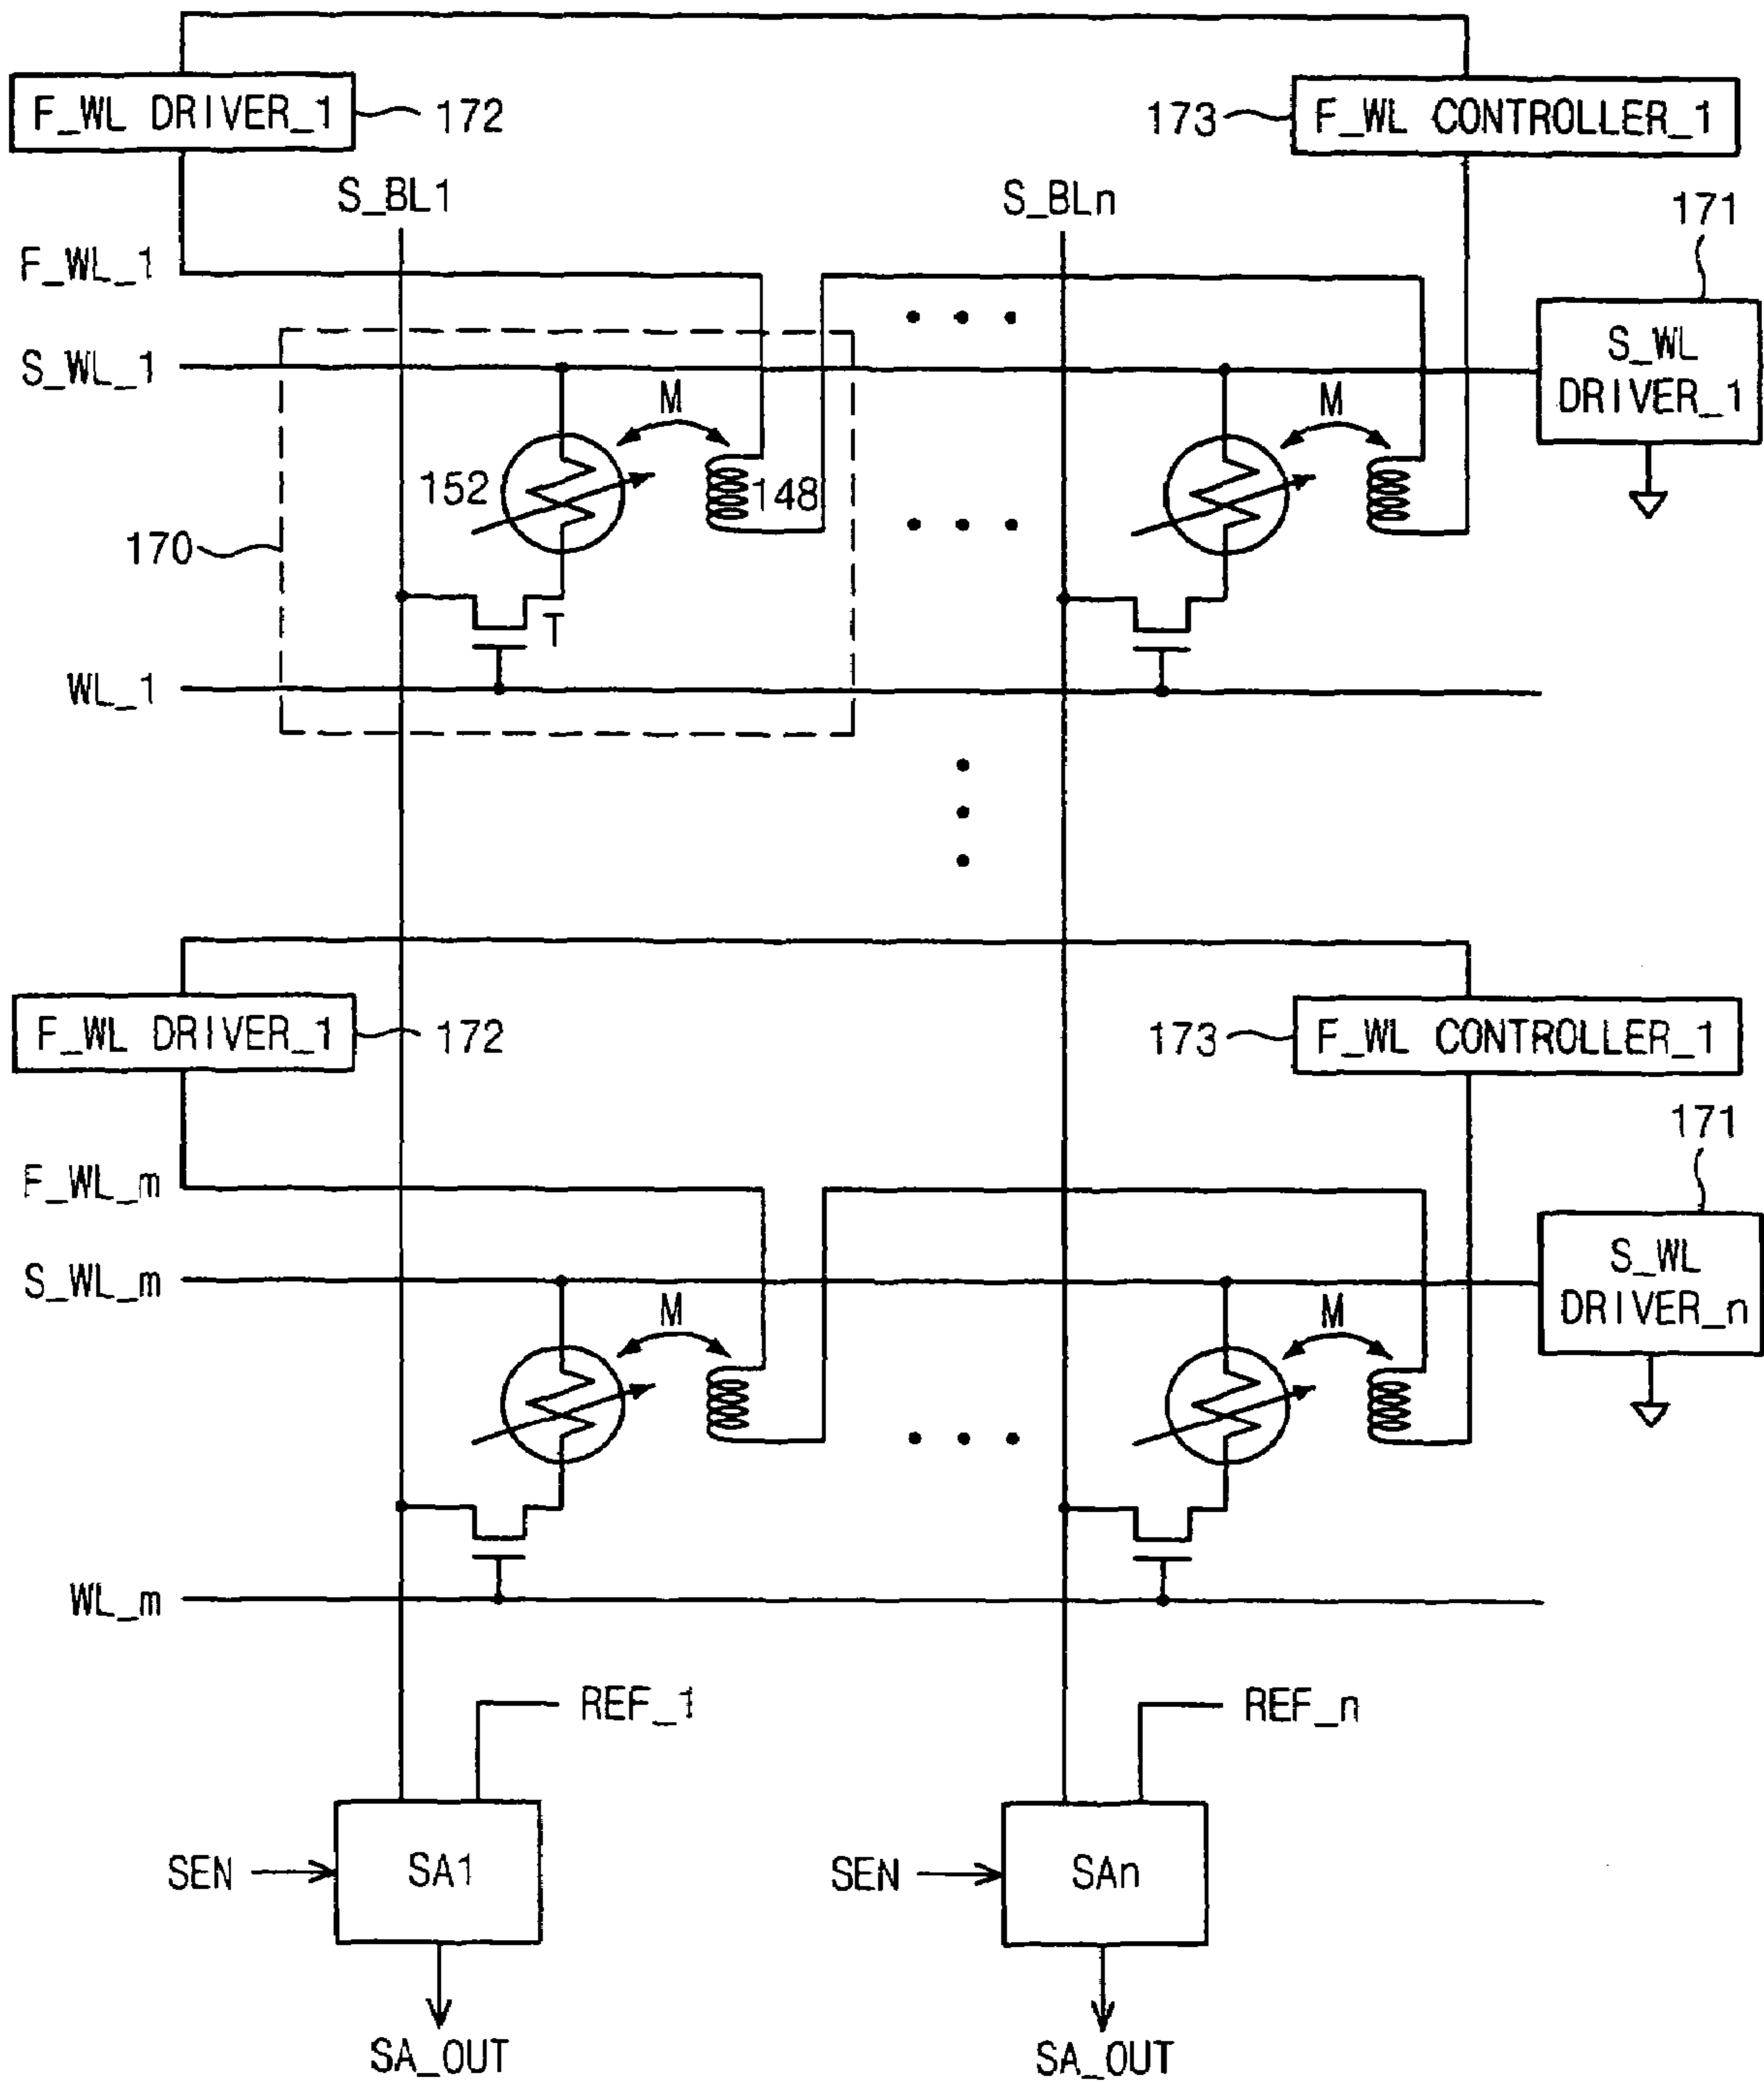 F_WL DRIVER_1
172
173
F_WL CONTROLLER_1
S_BL1
S_BLn
171
F_WL_1
S_WL_1
S_WL
DRIVER_1
M
M
152
148
170
T
WL_1
F_WL DRIVER_1
172
173
F_WL CONTROLLER_1
171
F_WL_m
S_WL_m
S_WL
DRIVER_n
M
M
WL_m
REF_1
REF_n
SEN
SA1
SEN
SAn
SA_OUT
SA_OUT